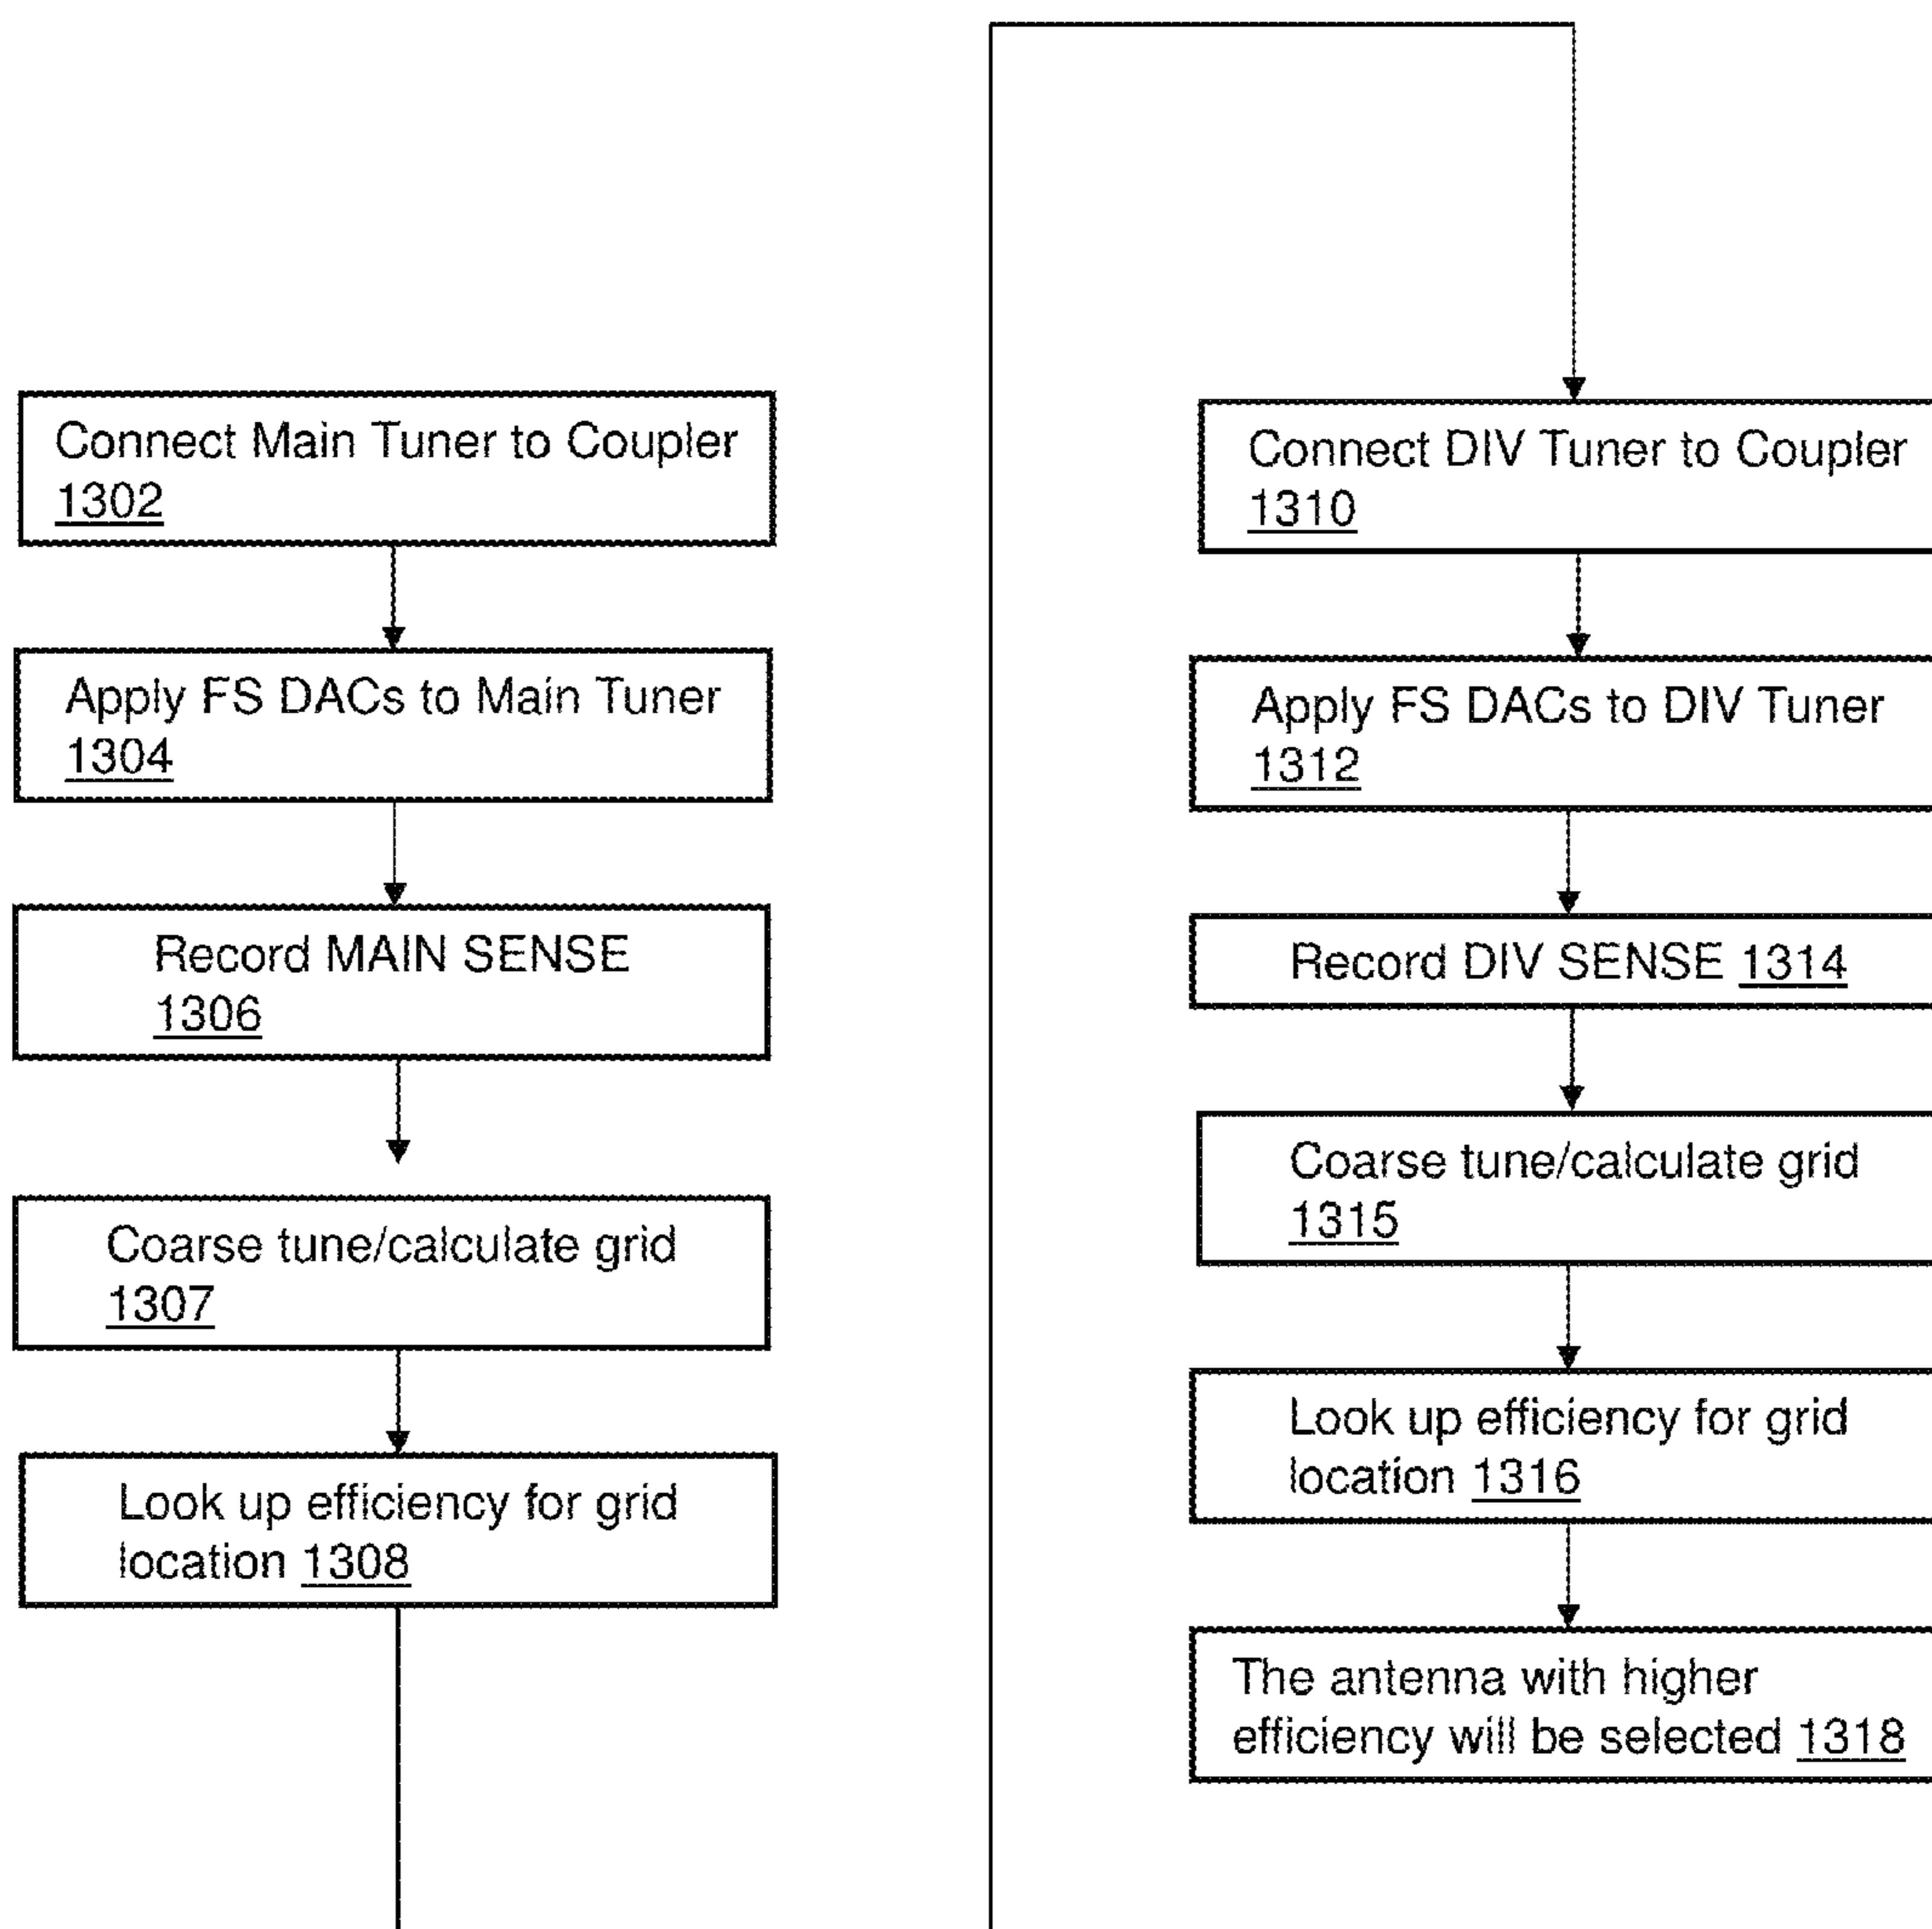 Connect Main Tuner to Coupler
1302
Apply FS DACs to Main Tuner
1304
Record MAIN SENSE
1306
Coarse tune/calculate grid
1307
Look up efficiency for grid
location 1308
Connect DIV Tuner to Coupler
1310
Apply FS DACs to DIV Tuner
1312
Record DIV SENSE 1314
Coarse tune/calculate grid
1315
Look up efficiency for grid
location 1316
The antenna with higher
efficiency will be selected 1318